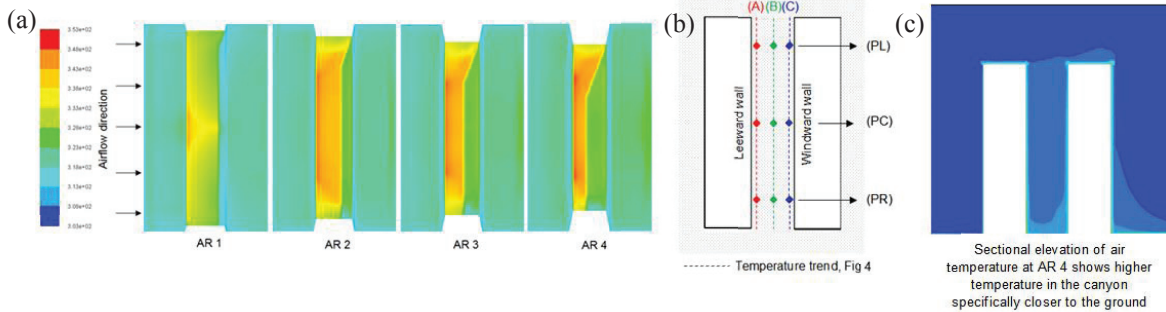 (a)
3.53e+02
3.48e+02
3.43e+02
3.33e+02
3.28e+02
3.23e+02
3.18e+02
3.13e+02
3.08e+02
3.03e+02
Airflow direction
AR 1
AR 2
AR 3
AR 4
(b)
(A) (B) (C)
Leeward wall
Windward wall
(PL)
(PC)
(PR)
Temperature trend, Fig 4
(c)
Sectional elevation of air
temperature at AR 4 shows higher
temperature in the canyon
specifically closer to the ground